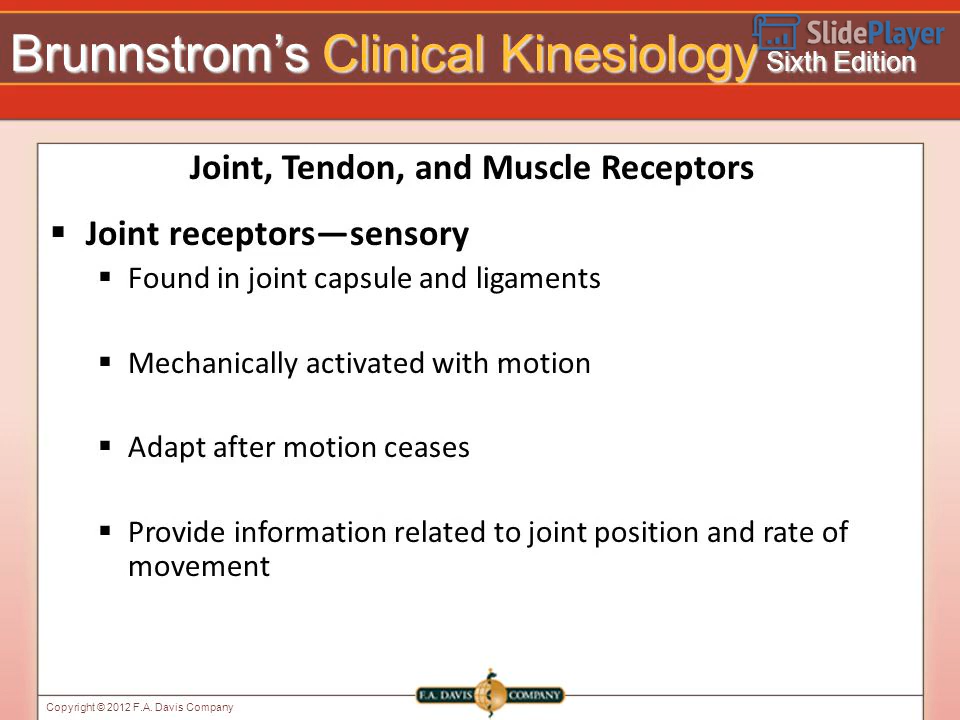 Brunnstrom's Clinical Kinesiology Sixth Edition
SlidePlayer
Joint, Tendon, and Muscle Receptors
▪ Joint receptors—sensory
▪ Found in joint capsule and ligaments
▪ Mechanically activated with motion
▪ Adapt after motion ceases
▪ Provide information related to joint position and rate of
movement
F.A. DAVIS COMPANY
Copyright © 2012 F.A. Davis Company